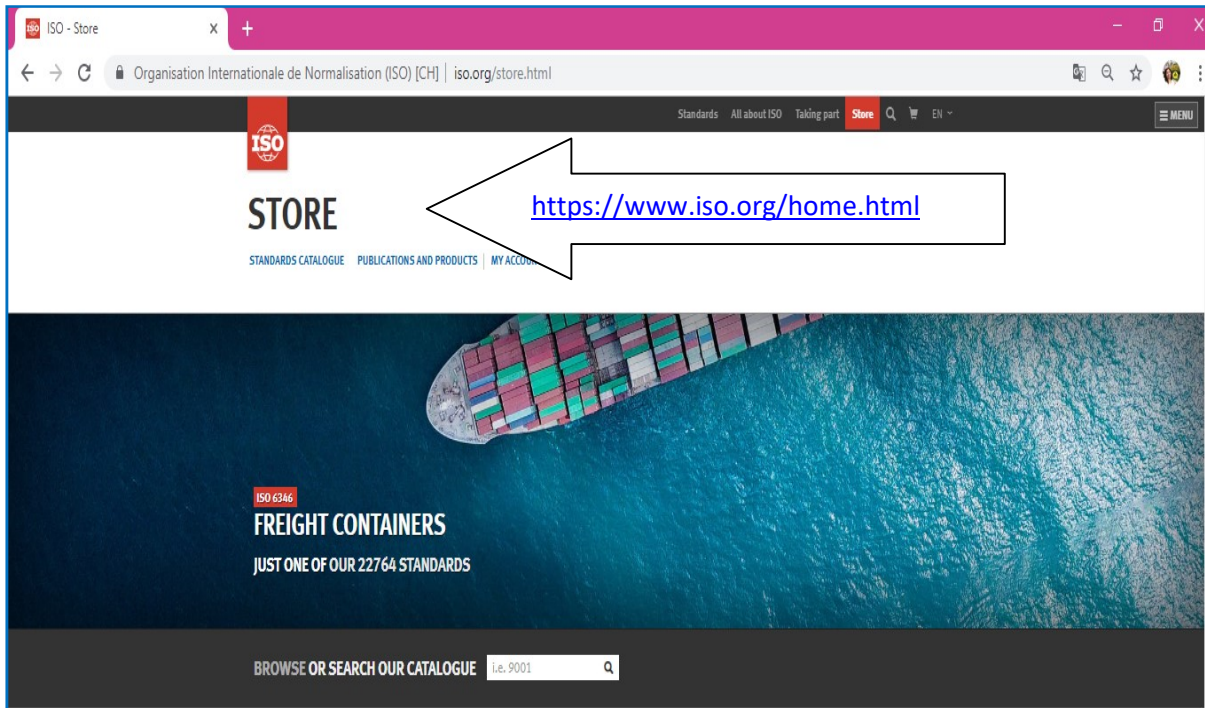 ISO - Store
Organisation Internationale de Normalisation (ISO) [CH] | iso.org/store.html
Standards All about ISO Taking part Store EN
MENU
ISO
STORE
https://www.iso.org/home.html
STANDARDS CATALOGUE PUBLICATIONS AND PRODUCTS | MY ACCOUN
ISO 6346
FREIGHT CONTAINERS
JUST ONE OF OUR 22764 STANDARDS
BROWSE OR SEARCH OUR CATALOGUE i.e. 9001